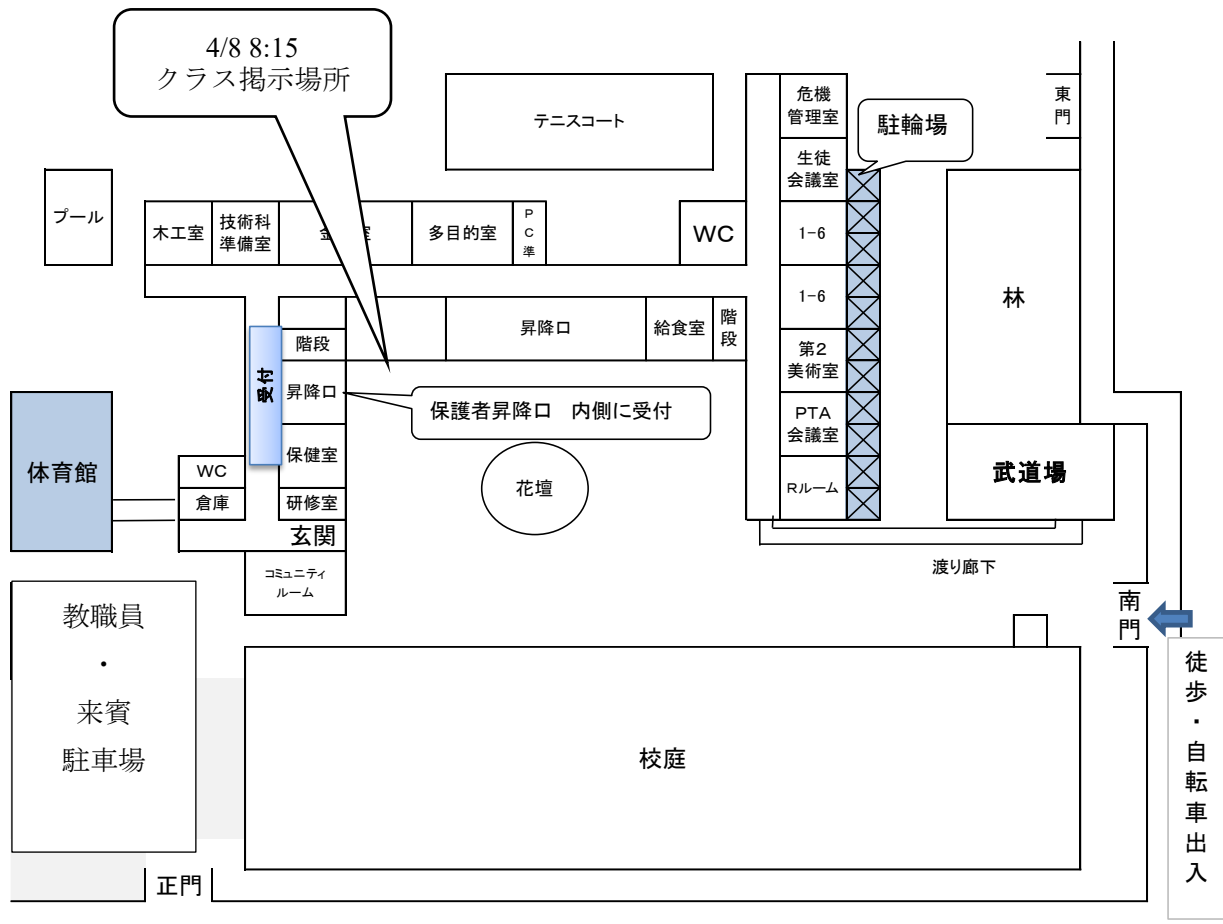 4/8 8:15
クラス掲示場所
テニスコート
危機
管理室
東
門
駐輪場
生徒
会議室
プール
木工室
技術科
準備室
多目的室
P
C
準
WC
1-6
1-6
林
昇降口
給食室
階
段
階段
第2
美術室
受付
昇降口
保護者昇降口　内側に受付
PTA
会議室
体育館
WC
保健室
花壇
Rルーム
武道場
倉庫
研修室
玄関
渡り廊下
コミュニティ
ルーム
南
門
教職員
・
来賓
駐車場
校庭
徒歩・自転車出入
正門